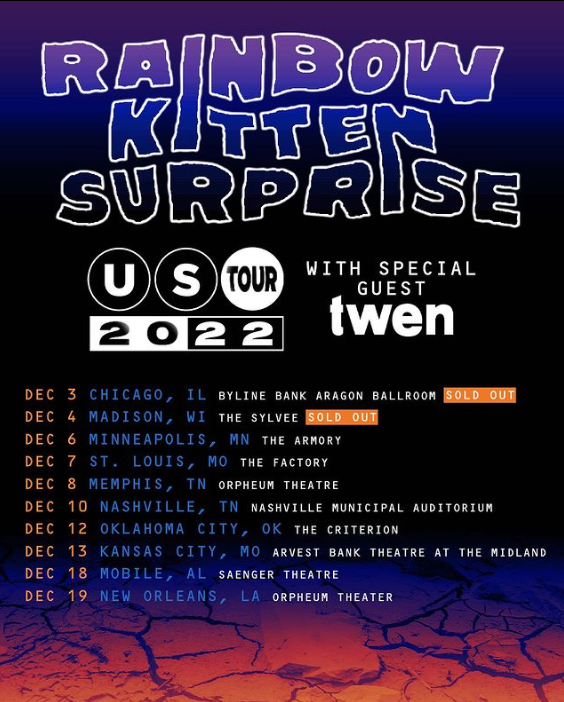 RAINBOW
KITTEN
SURPRISE
US TOUR
2022
WITH SPECIAL
GUEST
twen
DEC 3 CHICAGO, IL BYLINE BANK ARAGON BALLROOM SOLD OUT
DEC 4 MADISON, WI THE SYLVEE SOLD OUT
DEC 6 MINNEAPOLIS, MN THE ARMORY
DEC 7 ST. LOUIS, MO THE FACTORY
DEC 8 MEMPHIS, TN ORPHEUM THEATRE
DEC 10 NASHVILLE, TN NASHVILLE MUNICIPAL AUDITORIUM
DEC 12 OKLAHOMA CITY, OK THE CRITERION
DEC 13 KANSAS CITY, MO ARVEST BANK THEATRE AT THE MIDLAND
DEC 18 MOBILE, AL SAENGER THEATRE
DEC 19 NEW ORLEANS, LA ORPHEUM THEATER